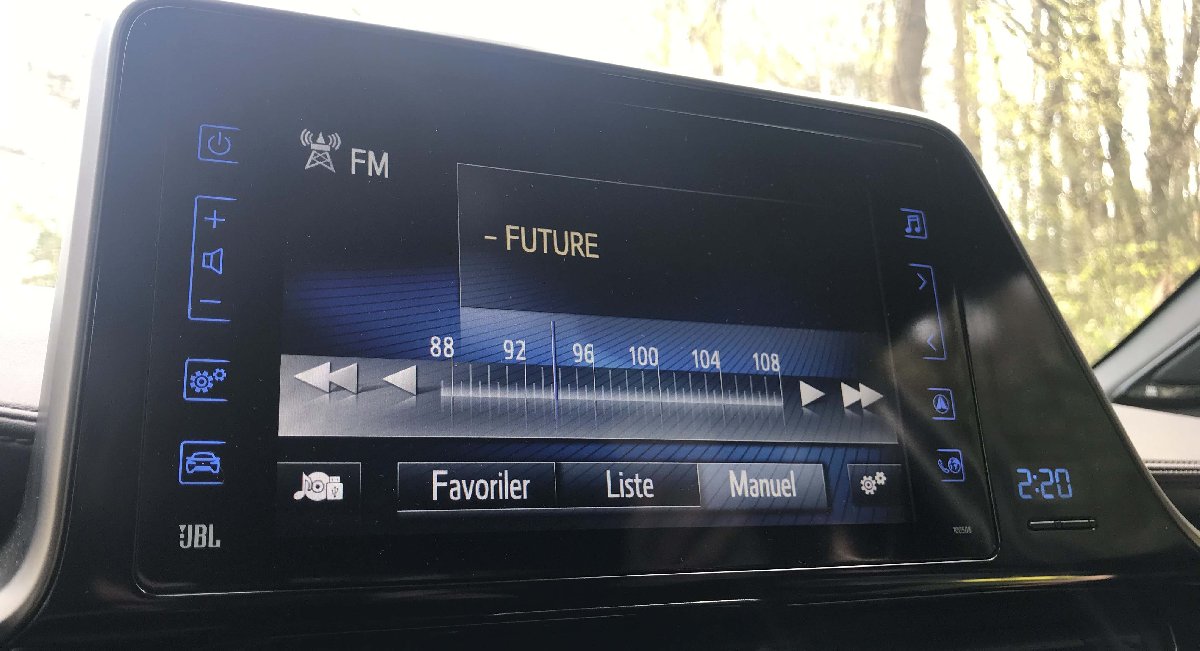 FM
- FUTURE
88 92 96 100 104 108
Favoriler Liste Manuel
JBL
2:20